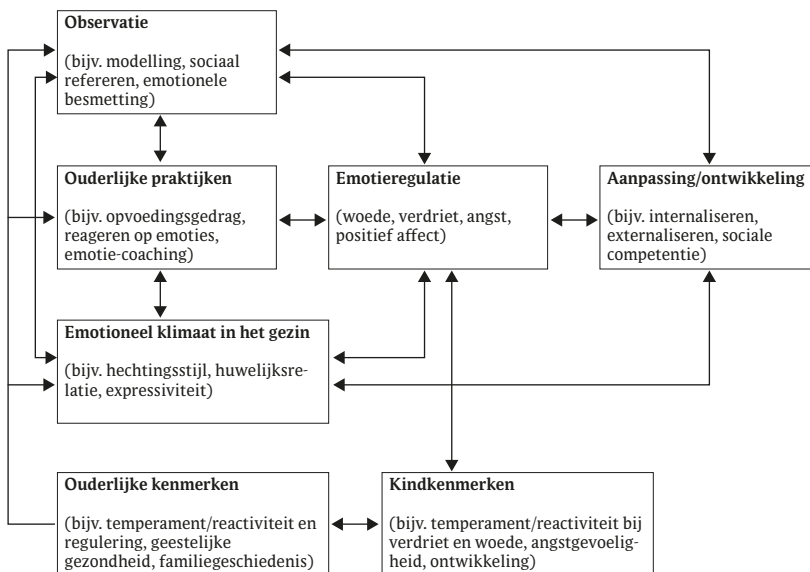 Observatie
(bijv. modelling, sociaal
refereren, emotionele
besmetting)
Ouderlijke praktijken
(bijv. opvoedingsgedrag,
reageren op emoties,
emotie-coaching)
Emotieregulatie
(woede, verdriet, angst,
positief affect)
Aanpassing/ontwikkeling
(bijv. internaliseren,
externaliseren, sociale
competentie)
Emotioneel klimaat in het gezin
(bijv. hechtingsstijl, huwelijksre-
latie, expressiviteit)
Ouderlijke kenmerken
(bijv. temperament/reactiviteit en
regulering, geestelijke
gezondheid, familiegeschiedenis)
Kindkenmerken
(bijv. temperament/reactiviteit bij
verdriet en woede, angstgevoelig-
heid, ontwikkeling)